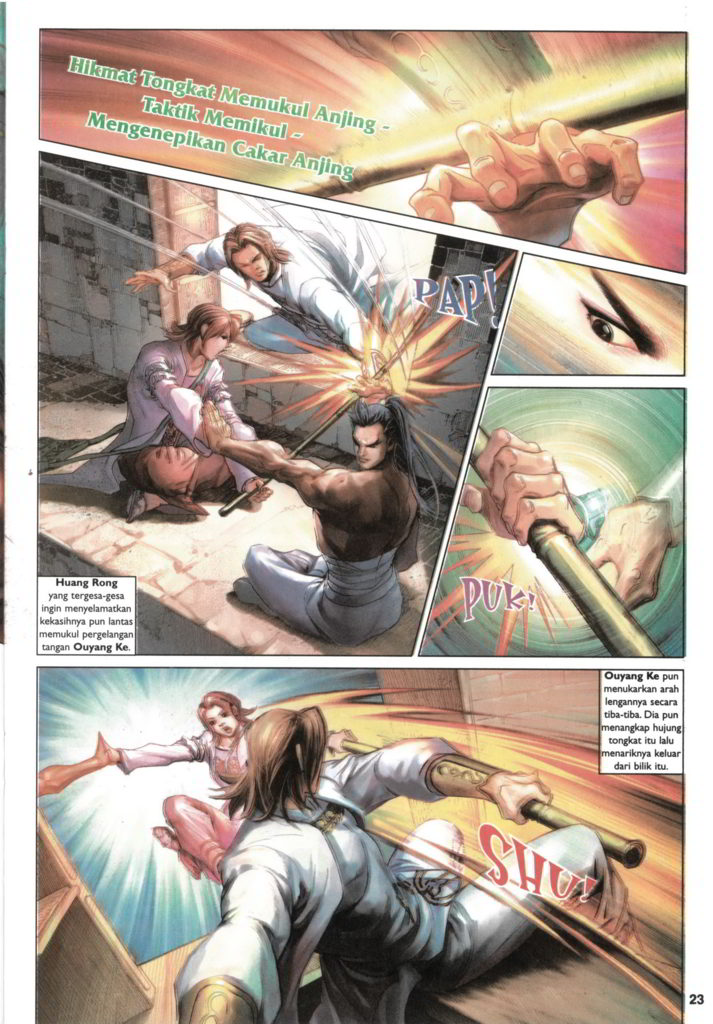 Hikmat Tongkat Memukul Anjing -
Taktik Memikul -
Mengenepikan Cakar Anjing
PAP!
PUK!
Huang Rong
yang tergesa-gesa
ingin menyelamatkan
kekasihnya pun lantas
memukul pergelangan
tangan Ouyang Ke.
Ouyang Ke pun
menukarkan arah
lengannya secara
tiba-tiba. Dia pun
menangkap hujung
tongkat itu lalu
menariknya keluar
dari bilik itu.
SHU!
23